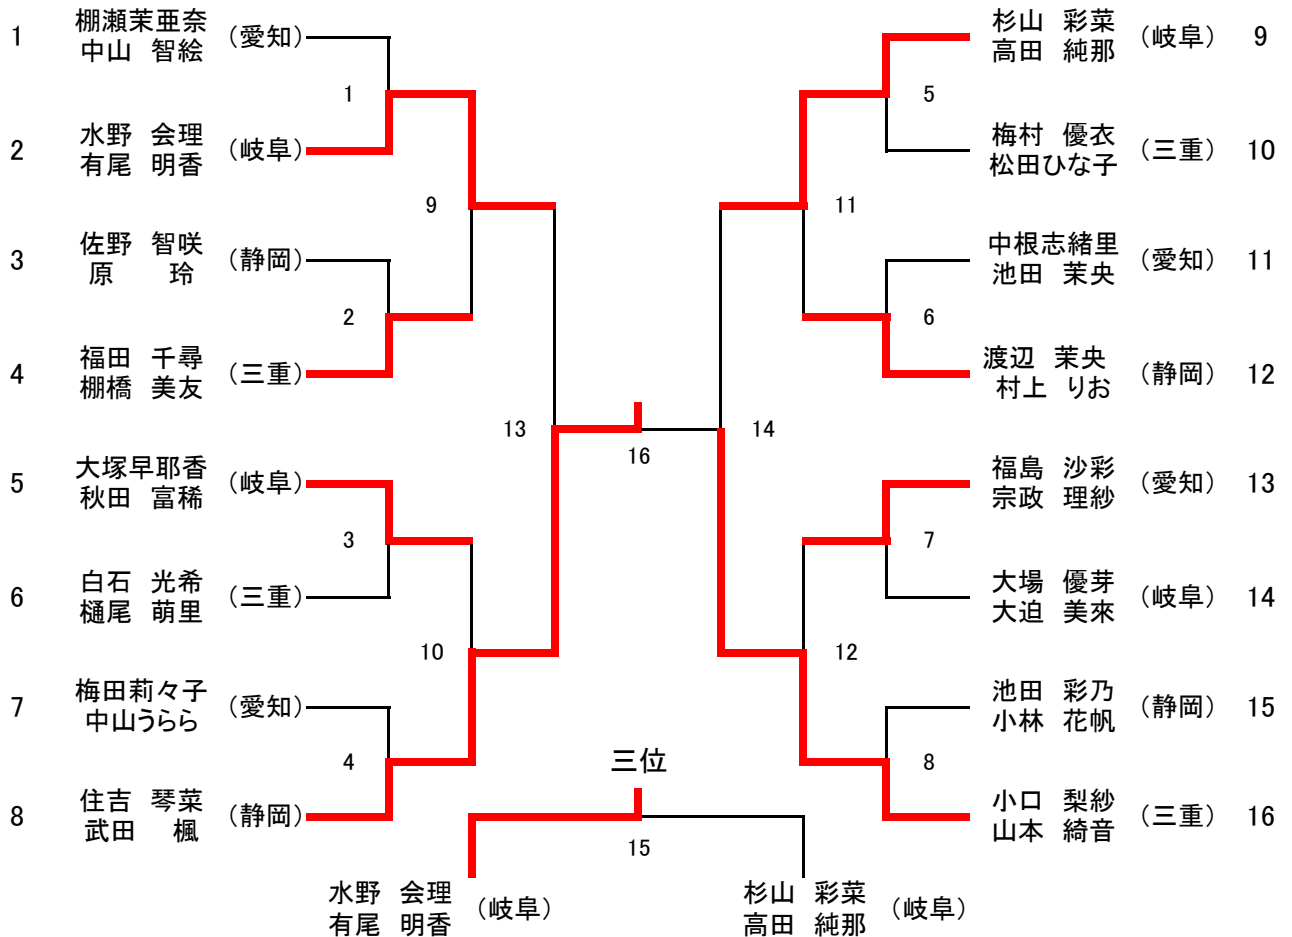 1 棚瀬茉亜奈 (愛知)
中山 智絵
1
2 水野 会理 (岐阜)
有尾 明香
9
3 佐野 智咲 (静岡)
原 玲
2
4 福田 千尋 (三重)
棚橋 美友
13
5 大塚早耶香 (岐阜)
秋田 富稀
3
6 白石 光希 (三重)
樋尾 萌里
10
7 梅田莉々子 (愛知)
中山うらら
4
8 住吉 琴菜 (静岡)
武田 楓
16
杉山 彩菜 (岐阜) 9
高田 純那
5
梅村 優衣 (三重) 10
松田ひな子
11
中根志緒里 (愛知) 11
池田 茉央
6
渡辺 茉央 (静岡) 12
村上 りお
14
福島 沙彩 (愛知) 13
宗政 理紗
7
大場 優芽 (岐阜) 14
大迫 美來
12
池田 彩乃 (静岡) 15
小林 花帆
8
小口 梨紗 (三重) 16
山本 綺音
三位
15
水野 会理 (岐阜)
有尾 明香
杉山 彩菜 (岐阜)
高田 純那